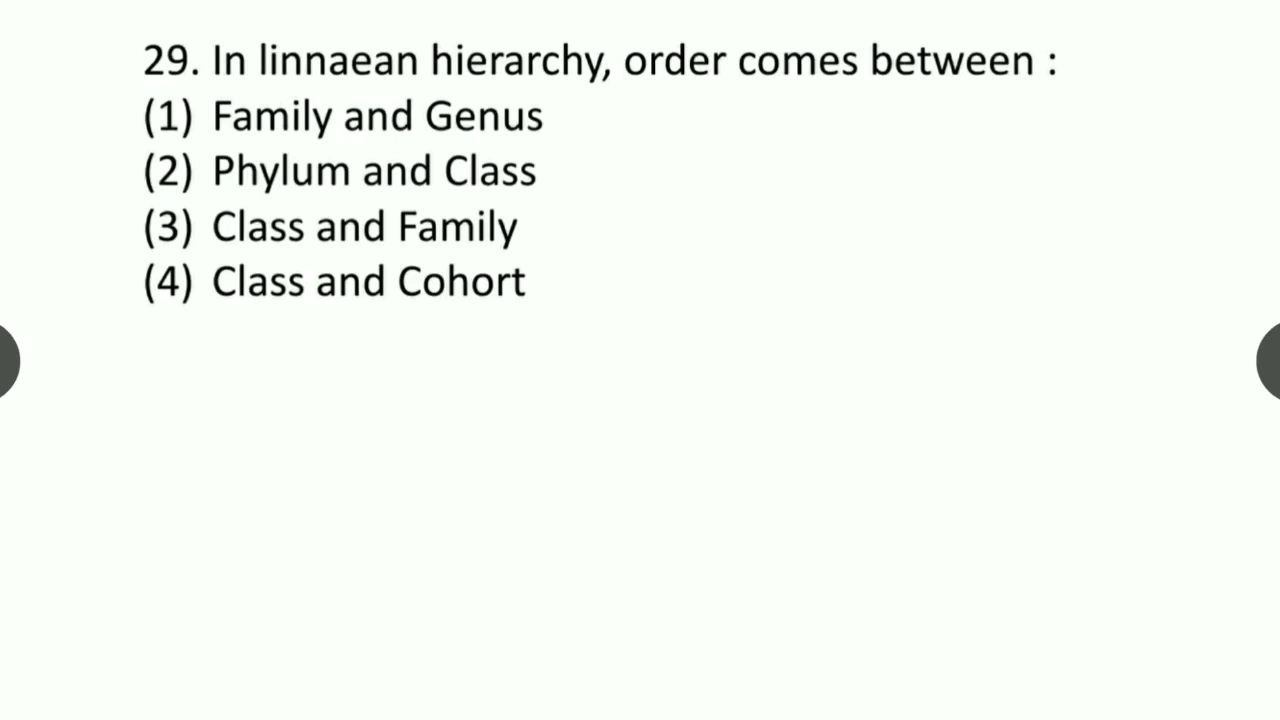 29. In linnaean hierarchy, order comes between :
(1) Family and Genus
(2) Phylum and Class
(3) Class and Family
(4) Class and Cohort